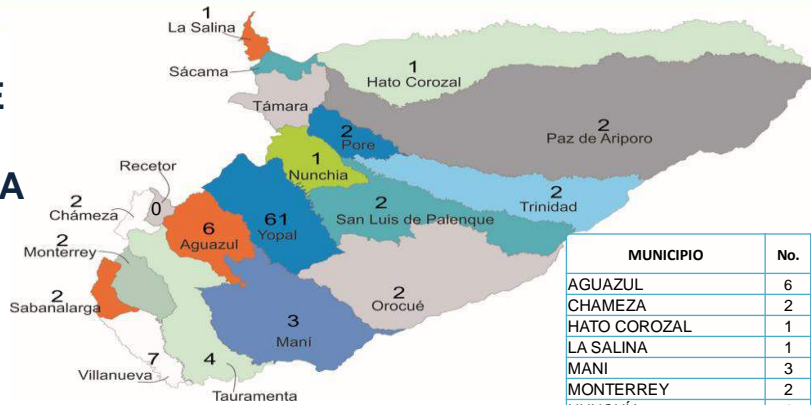 1
La Salina
Sácama
1
Hato Corozal
E
Támara
2
Pore
2
Paz de Ariporo
Recetor
1
Nunchia
A
2
Chámeza
0
2
Trinidad
2
San Luis de Palenque
6
Aguazul
61
Yopal
2
Monterrey
2
Sabanalarga
2
Orocué
3
Maní
7
Villanueva
4
Tauramenta
MUNICIPIO No.
AGUAZUL 6
CHAMEZA 2
HATO COROZAL 1
LA SALINA 1
MANI 3
MONTERREY 2